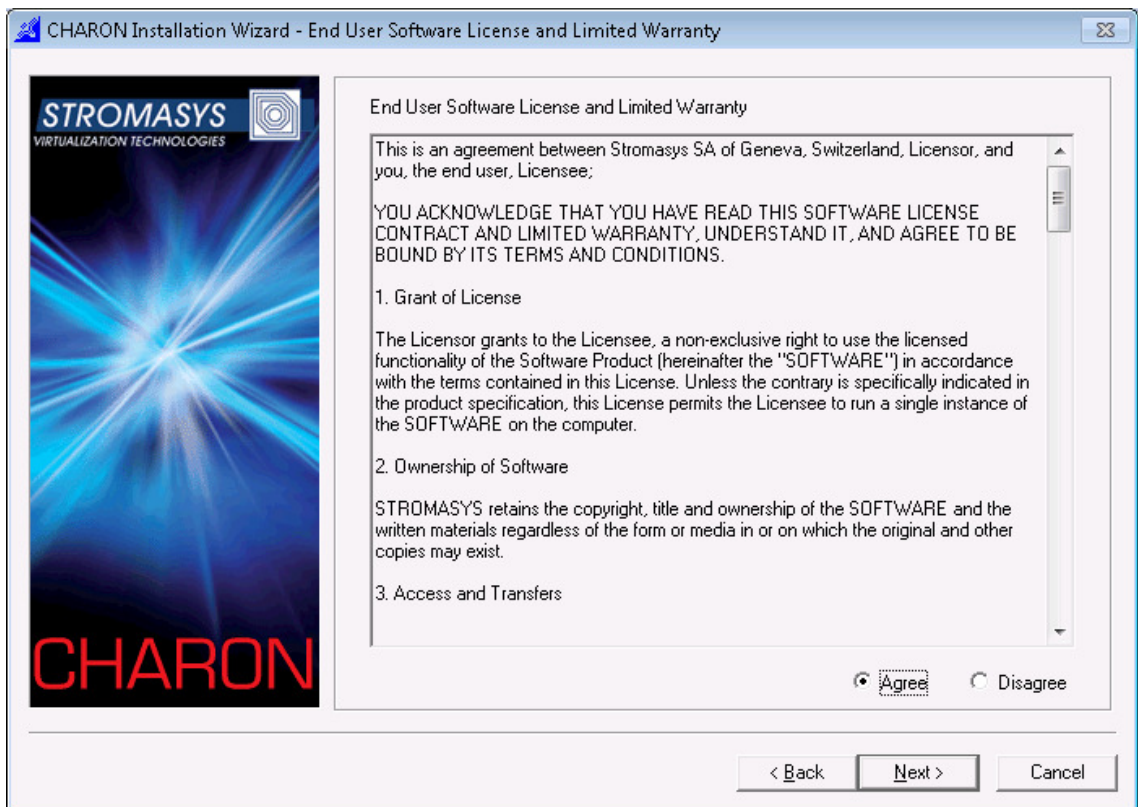 CHARON Installation Wizard - End User Software License and Limited Warranty
STROMASYS
VIRTUALIZATION TECHNOLOGIES
CHARON
End User Software License and Limited Warranty
This is an agreement between Stromasys SA of Geneva, Switzerland, Licensor, and
you, the end user, Licensee;
YOU ACKNOWLEDGE THAT YOU HAVE READ THIS SOFTWARE LICENSE
CONTRACT AND LIMITED WARRANTY, UNDERSTAND IT, AND AGREE TO BE
BOUND BY ITS TERMS AND CONDITIONS.
1. Grant of License
The Licensor grants to the Licensee, a non-exclusive right to use the licensed
functionality of the Software Product (hereinafter the "SOFTWARE") in accordance
with the terms contained in this License. Unless the contrary is specifically indicated in
the product specification, this License permits the Licensee to run a single instance of
the SOFTWARE on the computer.
2. Ownership of Software
STROMASYS retains the copyright, title and ownership of the SOFTWARE and the
written materials regardless of the form or media in or on which the original and other
copies may exist.
3. Access and Transfers
Agree Disagree
< Back Next > Cancel